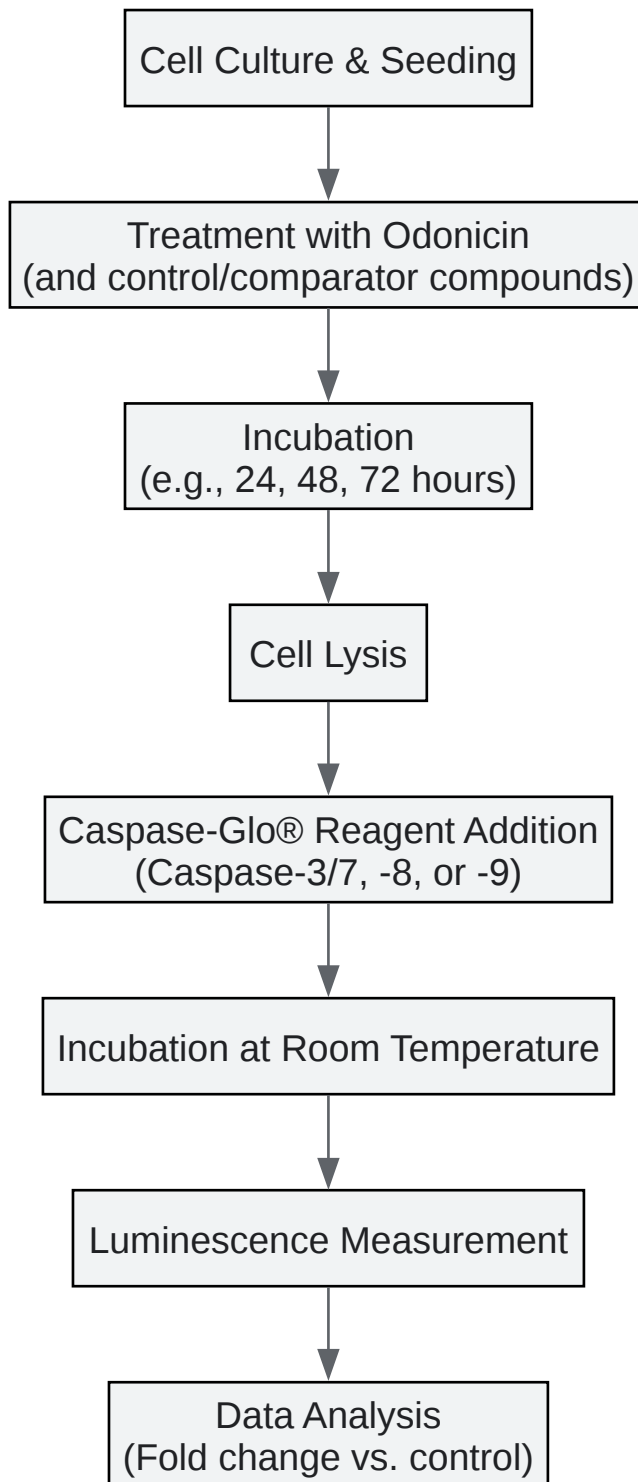 Cell Culture & Seeding
Treatment with Odonicin
(and control/comparator compounds)
Incubation
(e.g., 24, 48, 72 hours)
Cell Lysis
Caspase-Glo® Reagent Addition
(Caspase-3/7, -8, or -9)
Incubation at Room Temperature
Luminescence Measurement
Data Analysis
(Fold change vs. control)